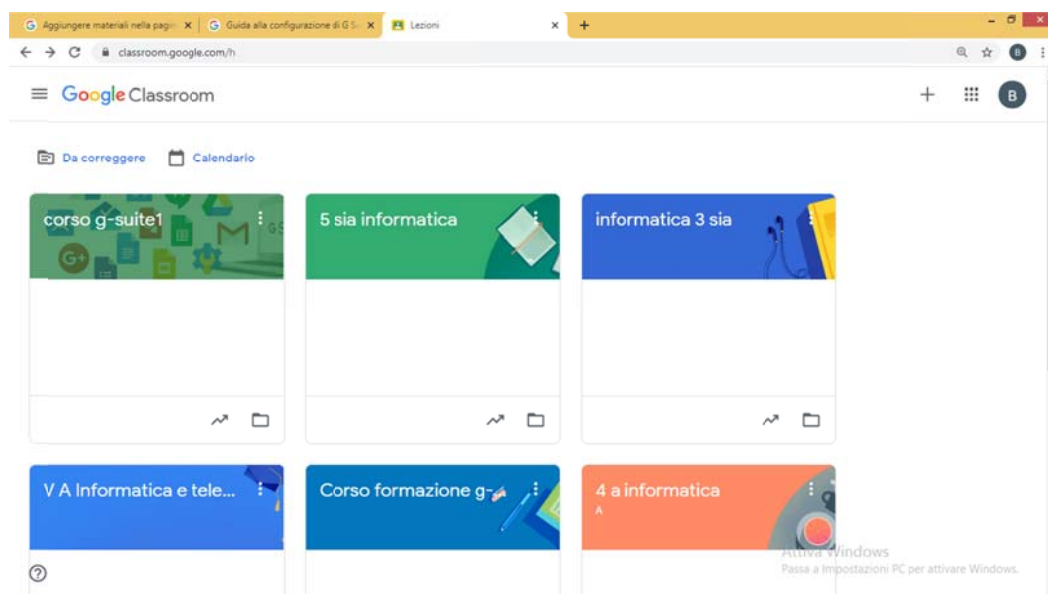 Aggiungere materiali nella pagin
Guida alla configurazione di G S
Lezioni
classroom.google.com/h
Google Classroom
B
Da correggere
Calendario
corso g-suite1
5 sia informatica
informatica 3 sia
V A Informatica e tele...
Corso formazione g-
4 a informatica
A
Attiva Windows
Passa a Impostazioni PC per attivare Windows.